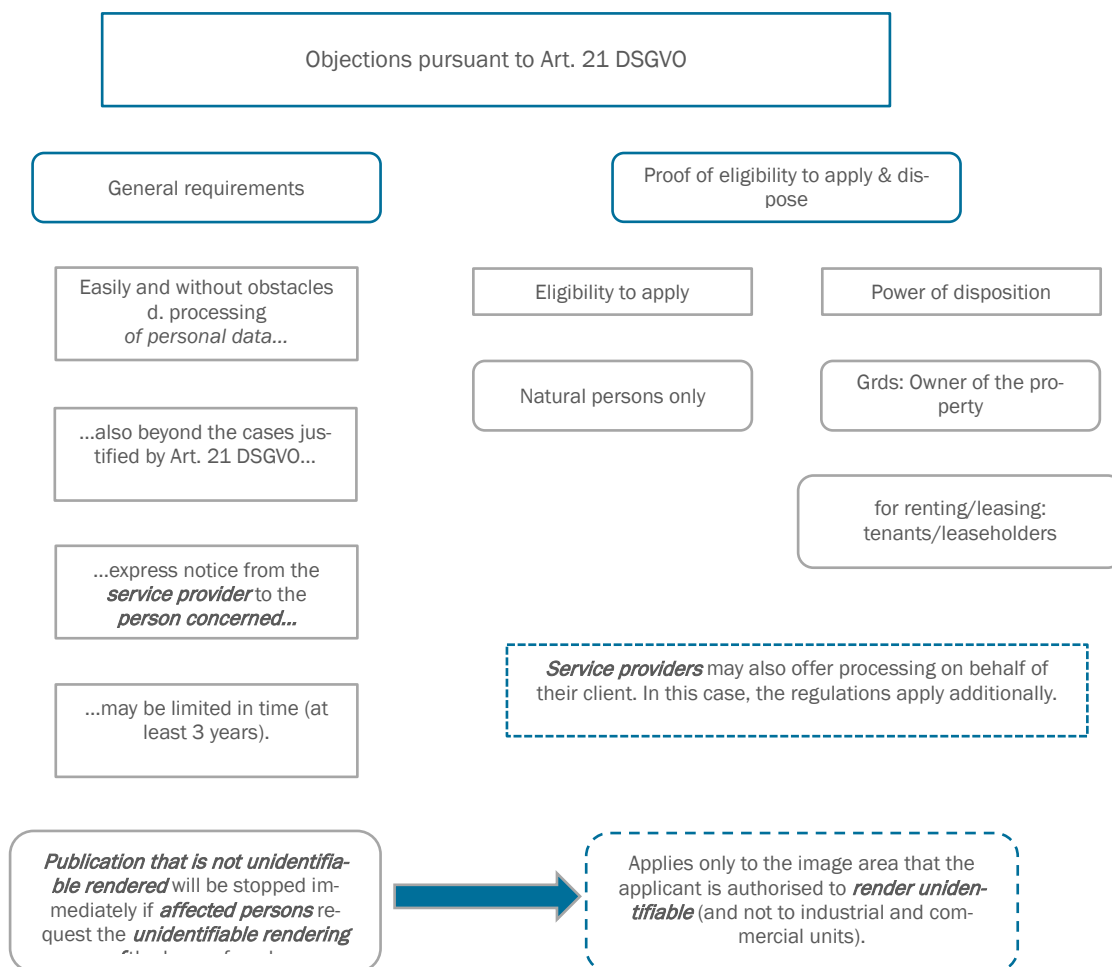 Objections pursuant to Art. 21 DSGVO
General requirements
Proof of eligibility to apply & dis-
pose
Easily and without obstacles
d. processing
of personal data...
Eligibility to apply
Power of disposition
Natural persons only
Grds: Owner of the pro-
perty
...also beyond the cases jus-
tified by Art. 21 DSGVO...
for renting/leasing:
tenants/leaseholders
...express notice from the
service provider to the
person concerned...
Service providers may also offer processing on behalf of
their client. In this case, the regulations apply additionally.
...may be limited in time (at
least 3 years).
Publication that is not unidentifia-
ble rendered will be stopped im-
mediately if affected persons re-
quest the unidentifiable rendering
Applies only to the image area that the
applicant is authorised to render uniden-
tifiable (and not to industrial and com-
mercial units).